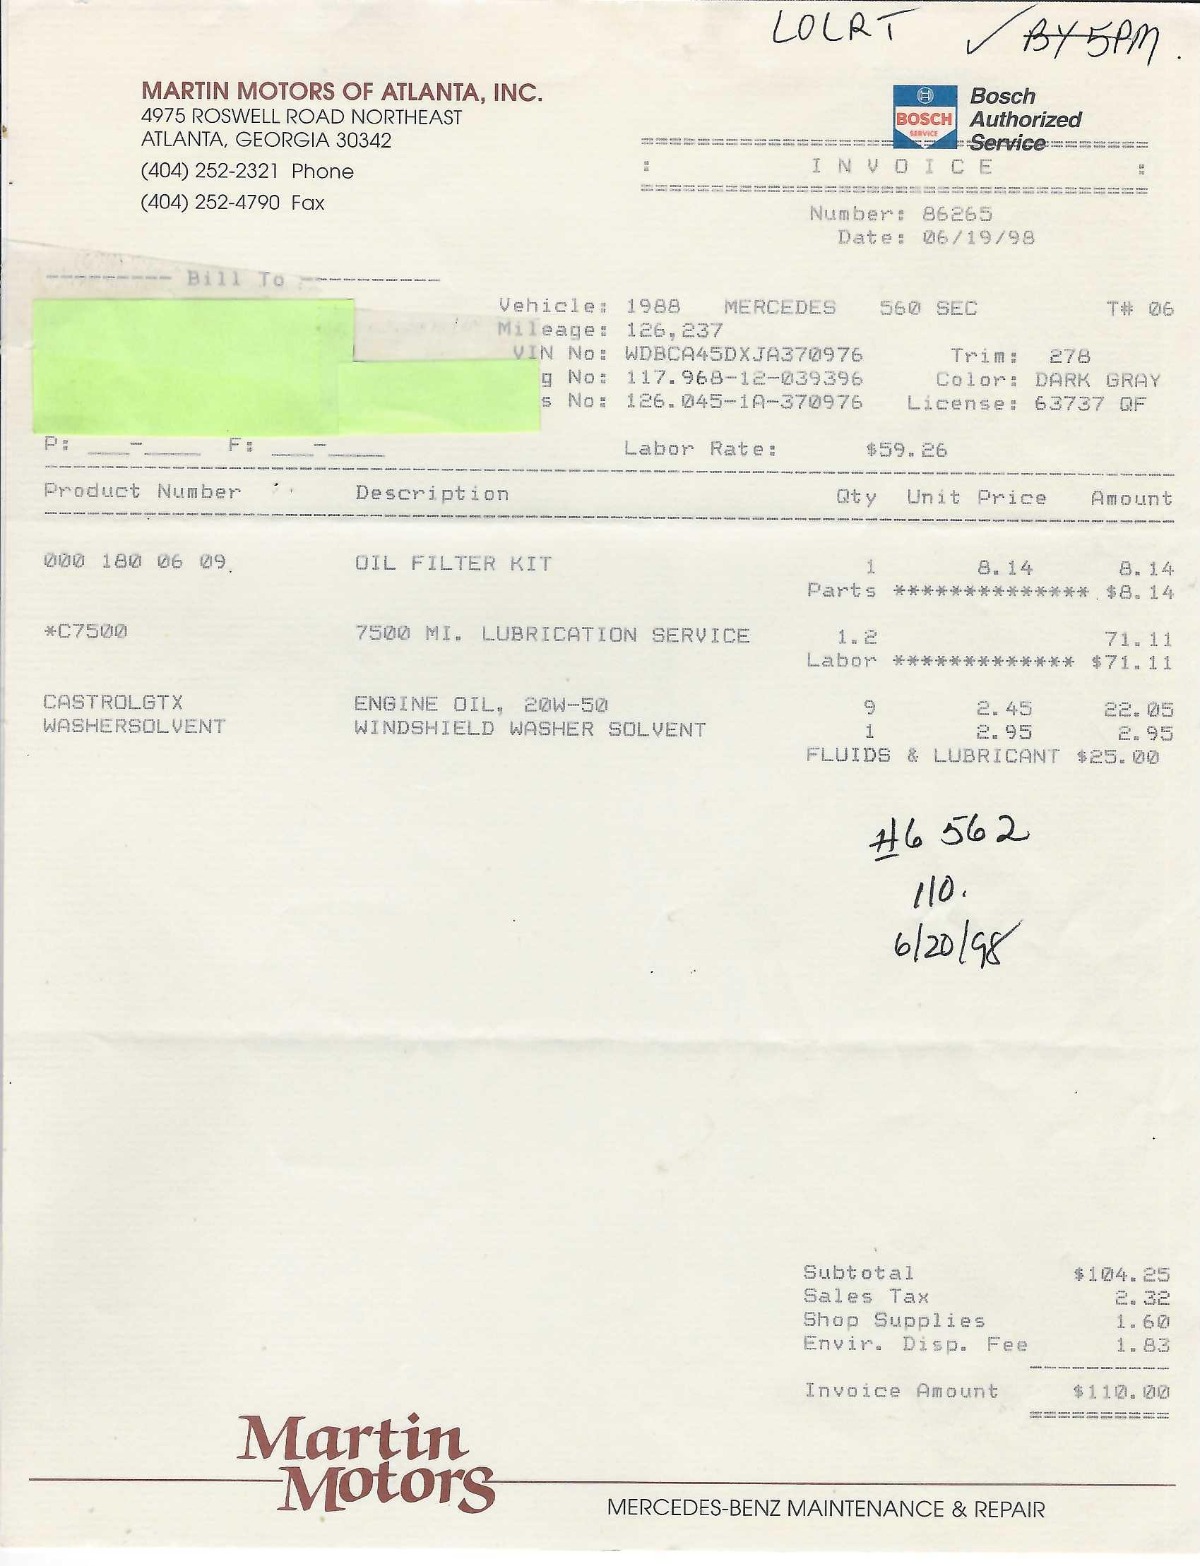 LOLRT ✓ BY 5PM.
MARTIN MOTORS OF ATLANTA, INC.
4975 ROSWELL ROAD NORTHEAST
ATLANTA, GEORGIA 30342
(404) 252-2321 Phone
(404) 252-4790 Fax
BOSCH
SERVICE
Bosch
Authorized
Service
: I N V O I C E :
Number: 86265
Date: 06/19/98
--------- Bill To ----------
Vehicle: 1988 MERCEDES 560 SEC T# 06
Mileage: 126,237
VIN No: WDBCA45DXJA370976 Trim: 278
g No: 117.968-12-039396 Color: DARK GRAY
s No: 126.045-1A-370976 License: 63737 QF
P: ___-____ F: ___-____ Labor Rate: $59.26
Product Number Description Qty Unit Price Amount
000 180 06 09 OIL FILTER KIT 1 8.14 8.14
Parts ************** $8.14
*C7500 7500 MI. LUBRICATION SERVICE 1.2 71.11
Labor ************* $71.11
CASTROLGTX ENGINE OIL, 20W-50 9 2.45 22.05
WASHERSOLVENT WINDSHIELD WASHER SOLVENT 1 2.95 2.95
FLUIDS & LUBRICANT $25.00
#6 562
110.
6/20/98
Subtotal $104.25
Sales Tax 2.32
Shop Supplies 1.60
Envir. Disp. Fee 1.83
Invoice Amount $110.00
Martin
Motors
MERCEDES-BENZ MAINTENANCE & REPAIR